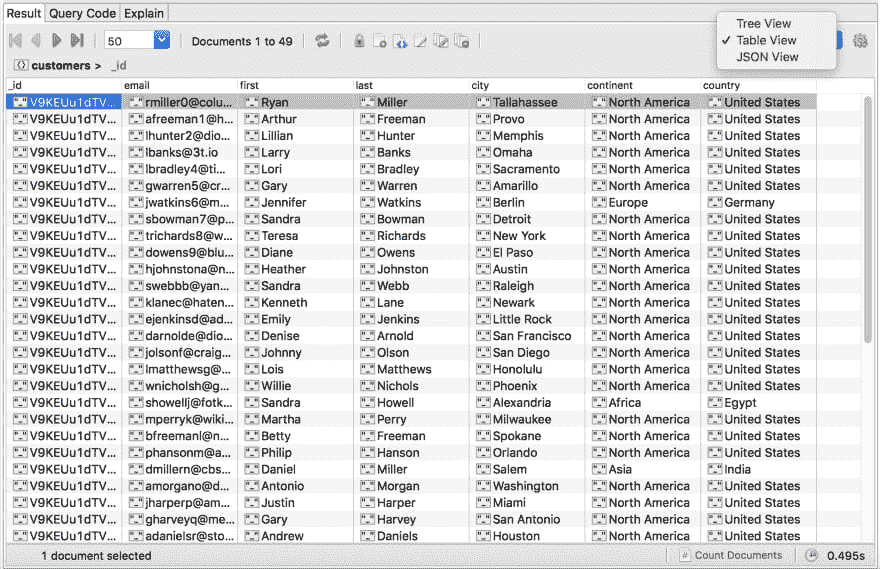 Result Query Code Explain
50 Documents 1 to 49
Tree View
✓ Table View
JSON View
customers > _id
_id email first last city continent country
V9KEUu1dTV... rmiller0@colu... Ryan Miller Tallahassee North America United States
V9KEUu1dTV... afreeman1@h... Arthur Freeman Provo North America United States
V9KEUu1dTV... lhunter2@dio... Lillian Hunter Memphis North America United States
V9KEUu1dTV... lbanks@3t.io Larry Banks Omaha North America United States
V9KEUu1dTV... lbradley4@ti... Lori Bradley Sacramento North America United States
V9KEUu1dTV... gwarren5@cr... Gary Warren Amarillo North America United States
V9KEUu1dTV... jwatkins6@m... Jennifer Watkins Berlin Europe Germany
V9KEUu1dTV... sbowman7@p... Sandra Bowman Detroit North America United States
V9KEUu1dTV... trichards8@w... Teresa Richards New York North America United States
V9KEUu1dTV... dowens9@blu... Diane Owens El Paso North America United States
V9KEUu1dTV... hjohnstona@n... Heather Johnston Austin North America United States
V9KEUu1dTV... swebbb@yan... Sandra Webb Raleigh North America United States
V9KEUu1dTV... klanec@haten... Kenneth Lane Newark North America United States
V9KEUu1dTV... ejenkinsd@ad... Emily Jenkins Little Rock North America United States
V9KEUu1dTV... darnolde@dio... Denise Arnold San Francisco North America United States
V9KEUu1dTV... jolsonf@craig... Johnny Olson San Diego North America United States
V9KEUu1dTV... lmatthewsg@... Lois Matthews Honolulu North America United States
V9KEUu1dTV... wnicholsh@g... Willie Nichols Phoenix North America United States
V9KEUu1dTV... showellj@fotk... Sandra Howell Alexandria Africa Egypt
V9KEUu1dTV... mperryk@wiki... Martha Perry Milwaukee North America United States
V9KEUu1dTV... bfreemanl@n... Betty Freeman Spokane North America United States
V9KEUu1dTV... phansonm@a... Philip Hanson Orlando North America United States
V9KEUu1dTV... dmillern@cbs... Daniel Miller Salem Asia India
V9KEUu1dTV... amorgano@d... Antonio Morgan Washington North America United States
V9KEUu1dTV... jharperp@am... Justin Harper Miami North America United States
V9KEUu1dTV... gharveyq@me... Gary Harvey San Antonio North America United States
V9KEUu1dTV... adanielsr@sto... Andrew Daniels Houston North America United States
1 document selected # Count Documents 0.495s